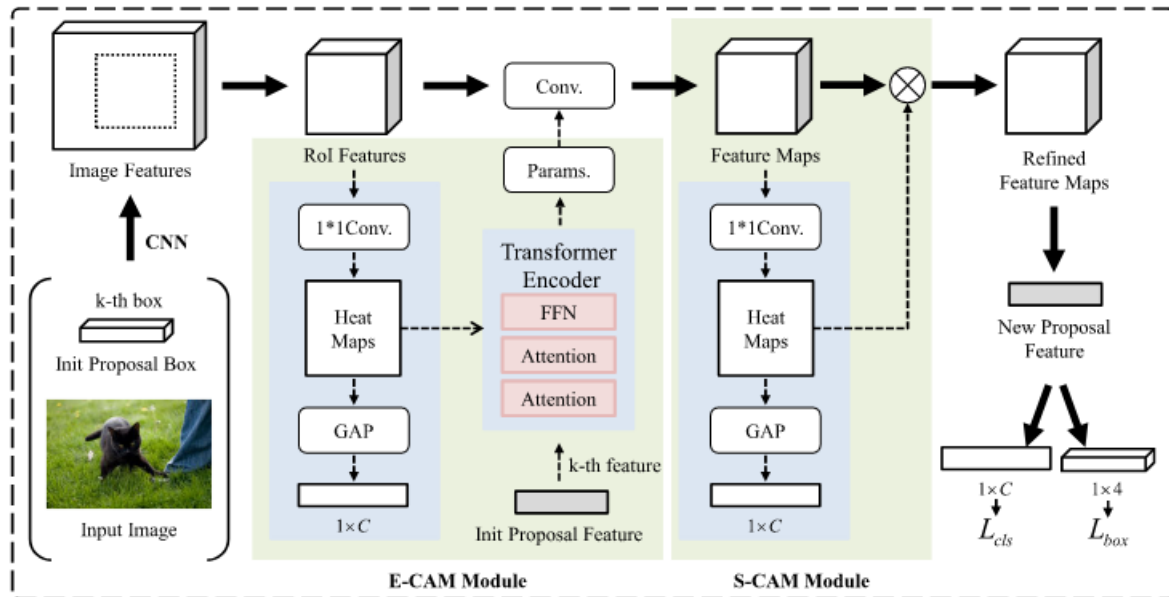 Image Features
CNN
k-th box
Init Proposal Box
Input Image
RoI Features
1*1Conv.
Heat
Maps
GAP
1×C
Conv.
Params.
Transformer
Encoder
FFN
Attention
Attention
k-th feature
Init Proposal Feature
E-CAM Module
Feature Maps
1*1Conv.
Heat
Maps
GAP
1×C
S-CAM Module
Refined
Feature Maps
New Proposal
Feature
1×C
L_cls
1×4
L_box